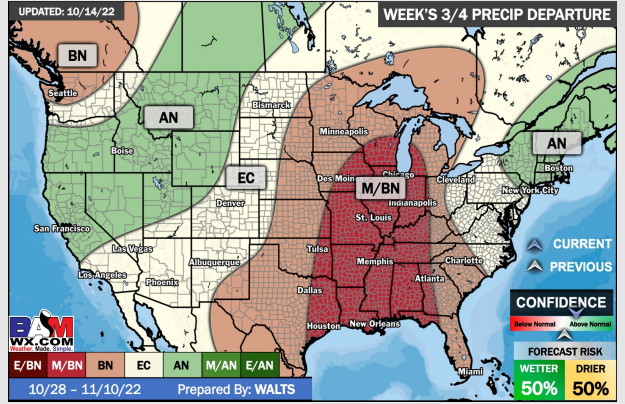 UPDATED: 10/14/22
WEEK'S 3/4 PRECIP DEPARTURE
BN
Seattle
AN
Bismarck
Minneapolis
Boise
AN
Boston
EC
Des Moin
Chicago
Cleveland
M/BN
New York City
Denver
Indianapolis
St. Louis
San Francisco
Las Vegas
Tulsa
CURRENT
Los Angeles
Albuquerque
Memphis
Charlotte
PREVIOUS
Phoenix
Dallas
Atlanta
CONFIDENCE
Houston
New Orleans
Below Normal
Above Normal
BAM
WX.COM
Weather. Made. Simple.
FORECAST RISK
E/BN
M/BN
BN
EC
AN
M/AN
E/AN
Miami
WETTER
DRIER
50%
50%
10/28 – 11/10/22
Prepared By: WALTS